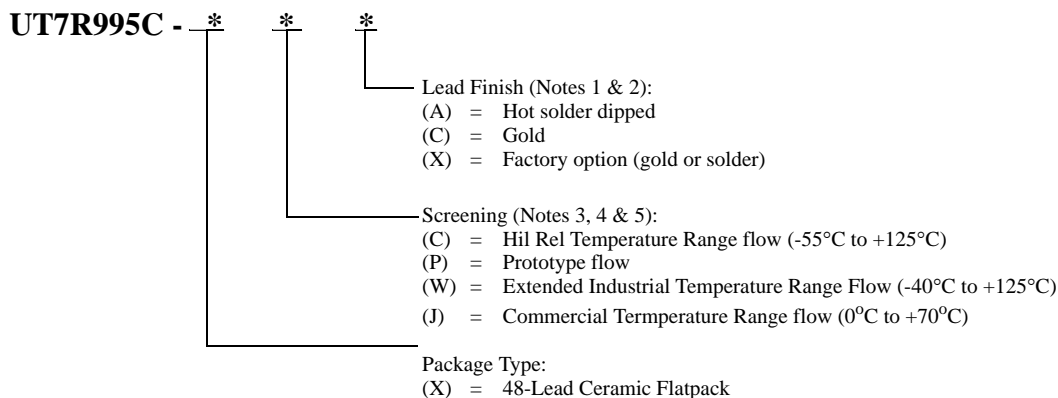 UT7R995C - * * *
Lead Finish (Notes 1 & 2):
(A) = Hot solder dipped
(C) = Gold
(X) = Factory option (gold or solder)
Screening (Notes 3, 4 & 5):
(C) = Hil Rel Temperature Range flow (-55°C to +125°C)
(P) = Prototype flow
(W) = Extended Industrial Temperature Range Flow (-40°C to +125°C)
(J) = Commercial Termperature Range flow (0°C to +70°C)
Package Type:
(X) = 48-Lead Ceramic Flatpack